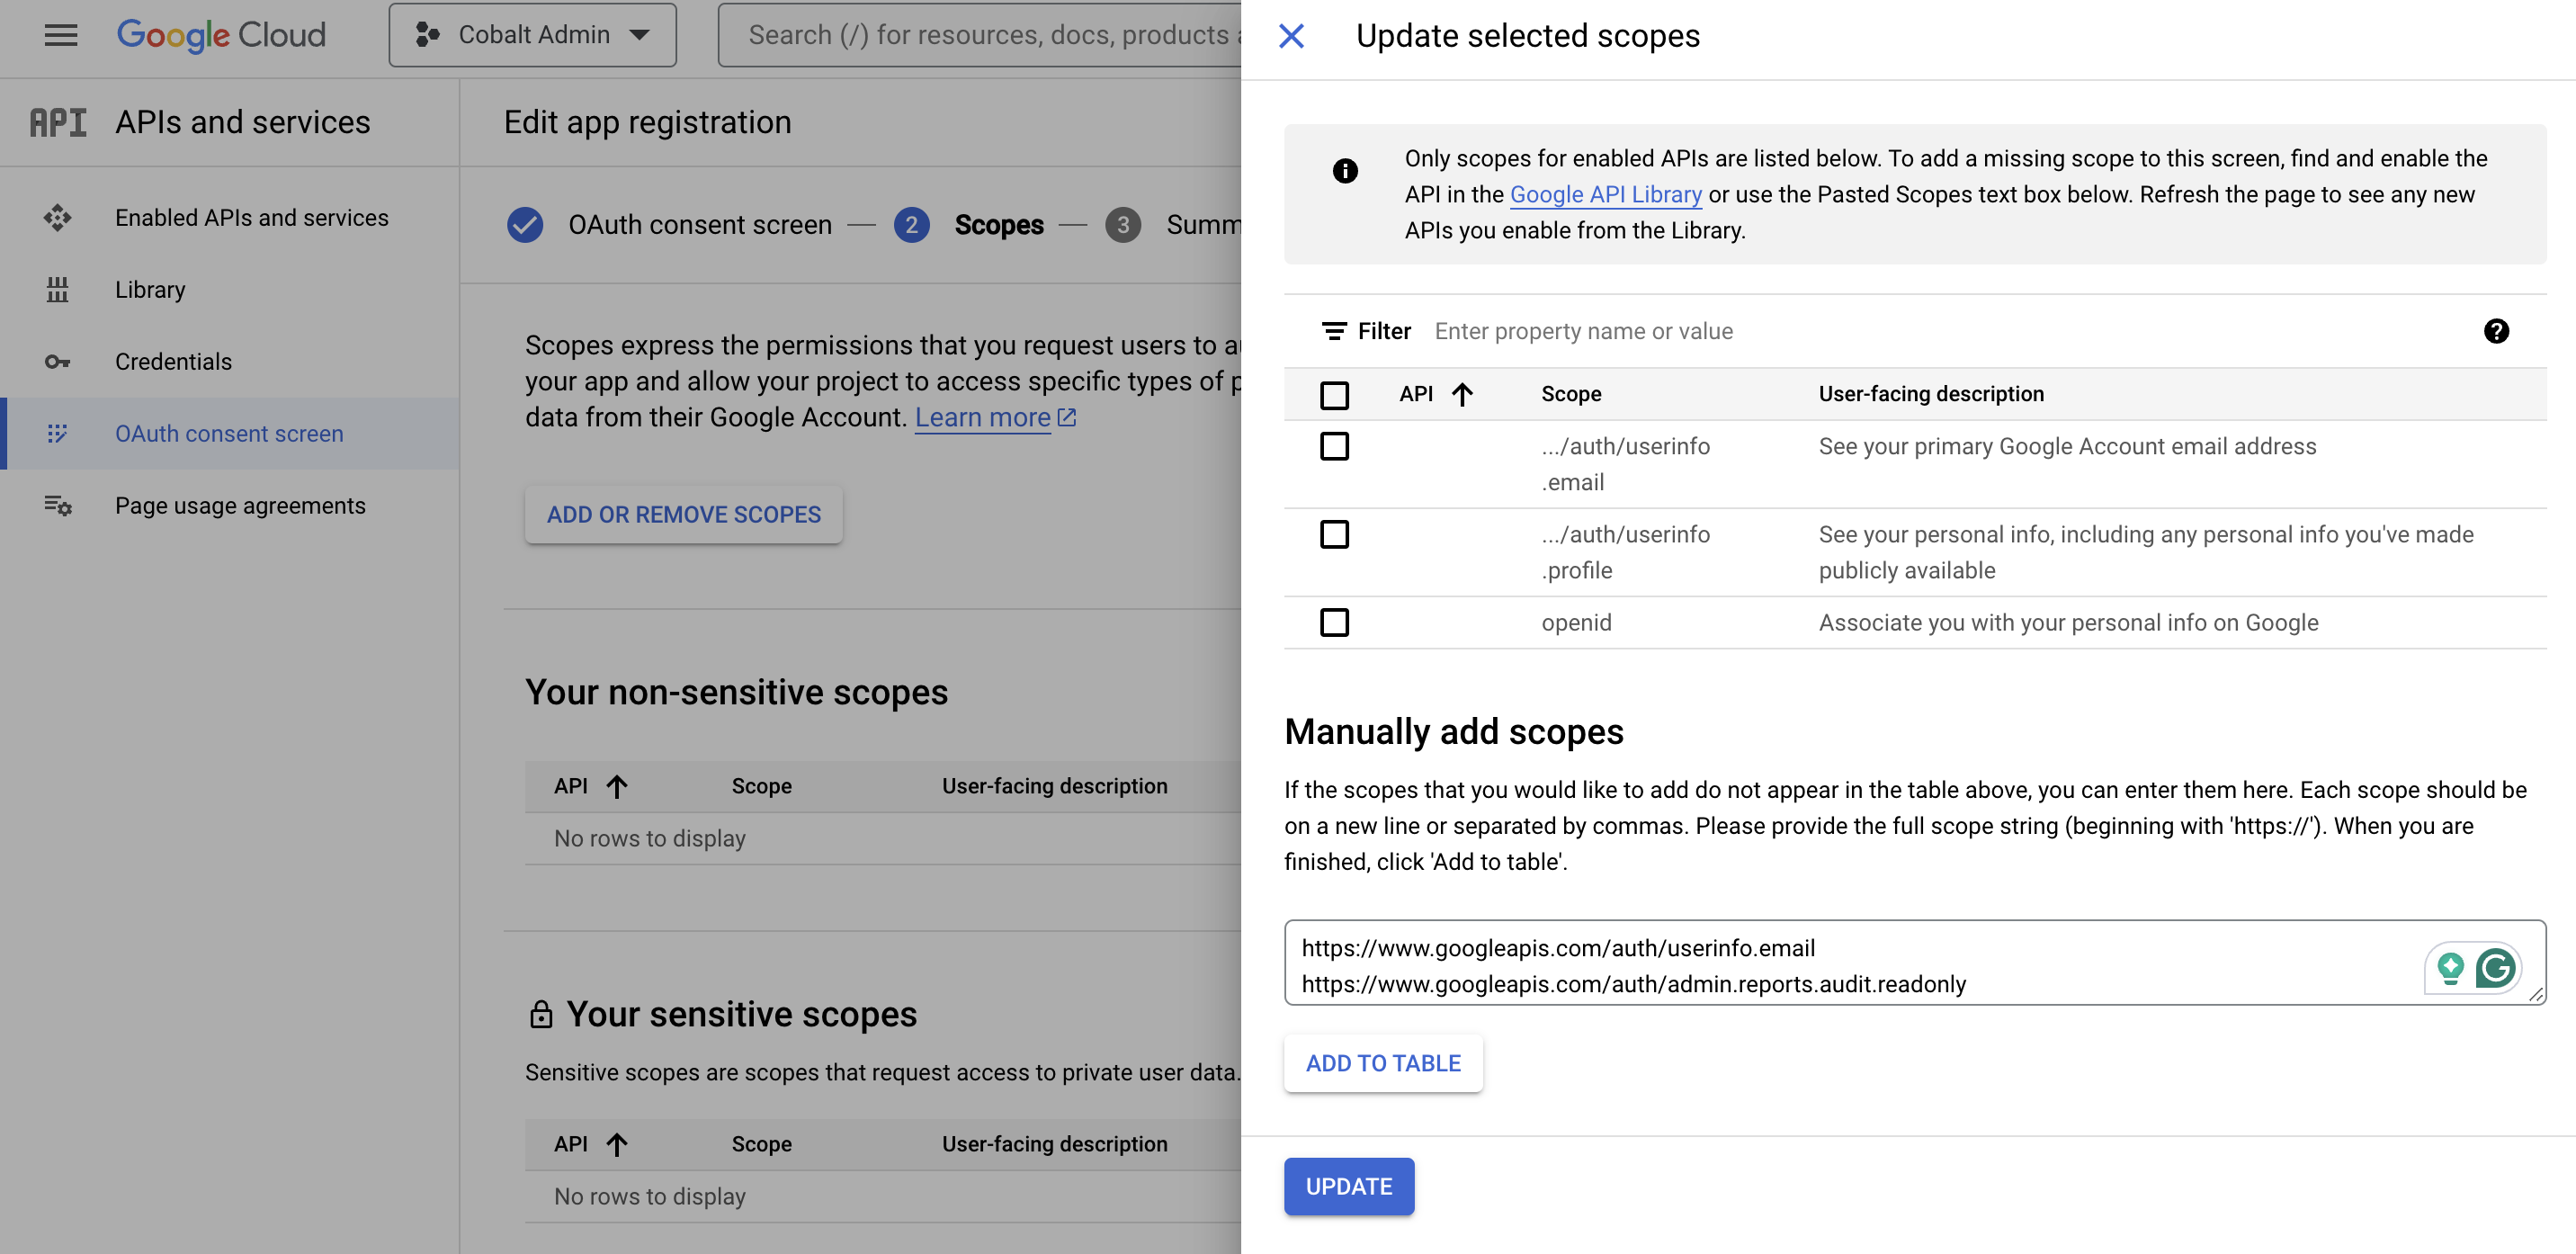 Google Cloud
Cobalt Admin
Search (/) for resources, docs, products
API APIs and services
Enabled APIs and services
Library
Credentials
OAuth consent screen
Page usage agreements
Edit app registration
OAuth consent screen
2 Scopes
3
Scopes express the permissions that you request users to
your app and allow your project to access specific types of
data from their Google Account. Learn more
ADD OR REMOVE SCOPES
Your non-sensitive scopes
API Scope User-facing description
No rows to display
Your sensitive scopes
Sensitive scopes are scopes that request access to private user data.
API Scope User-facing description
No rows to display
Update selected scopes
Only scopes for enabled APIs are listed below. To add a missing scope to this screen, find and enable the
API in the Google API Library or use the Pasted Scopes text box below. Refresh the page to see any new
APIs you enable from the Library.
Filter Enter property name or value
API Scope User-facing description
.../auth/userinfo See your primary Google Account email address
.email
.../auth/userinfo See your personal info, including any personal info you've made
.profile publicly available
openid Associate you with your personal info on Google
Manually add scopes
If the scopes that you would like to add do not appear in the table above, you can enter them here. Each scope should be
on a new line or separated by commas. Please provide the full scope string (beginning with 'https://'). When you are
finished, click 'Add to table'.
https://www.googleapis.com/auth/userinfo.email
https://www.googleapis.com/auth/admin.reports.audit.readonly
ADD TO TABLE
UPDATE